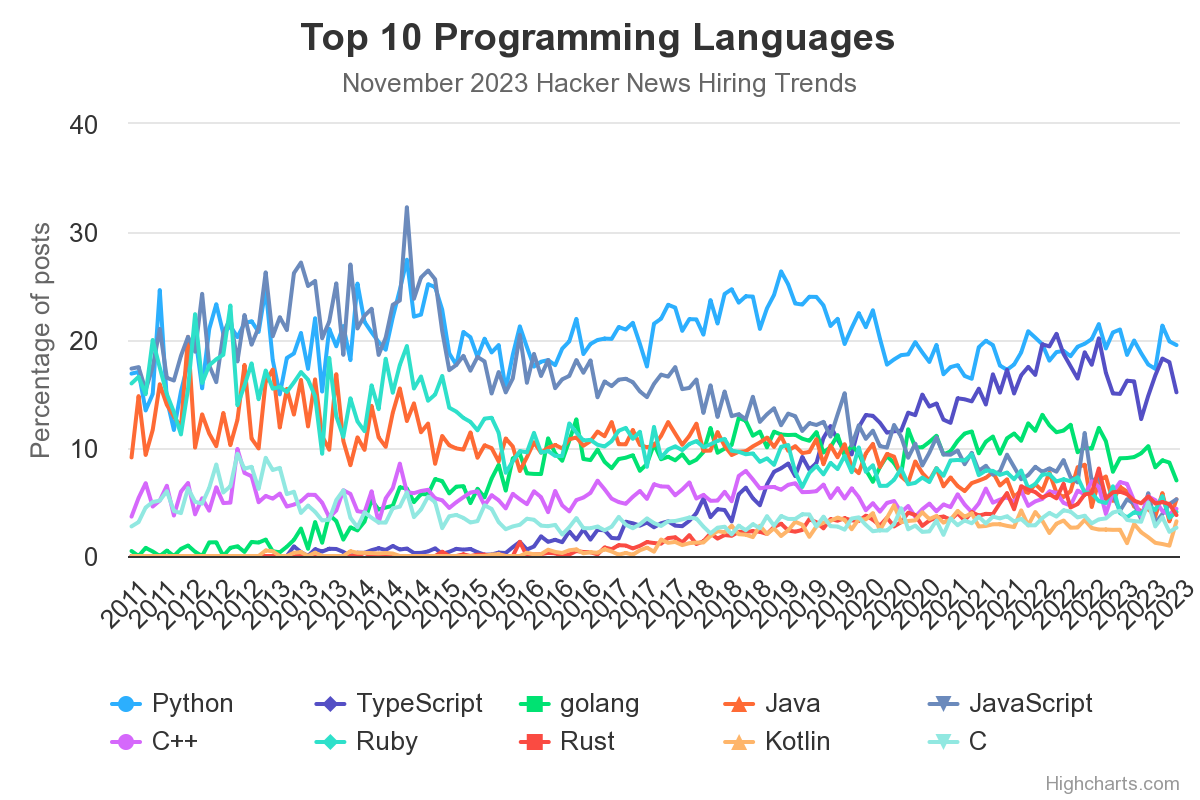 Top 10 Programming Languages
November 2023 Hacker News Hiring Trends
Percentage of posts
40
30
20
10
0
2011 2011 2012 2012 2012 2013 2013 2013 2014 2014 2014 2015 2015 2015 2016 2016 2016 2017 2017 2017 2018 2018 2018 2019 2019 2019 2020 2020 2020 2021 2021 2021 2022 2022 2022 2023 2023 2023
Python TypeScript golang Java JavaScript
C++ Ruby Rust Kotlin C
Highcharts.com